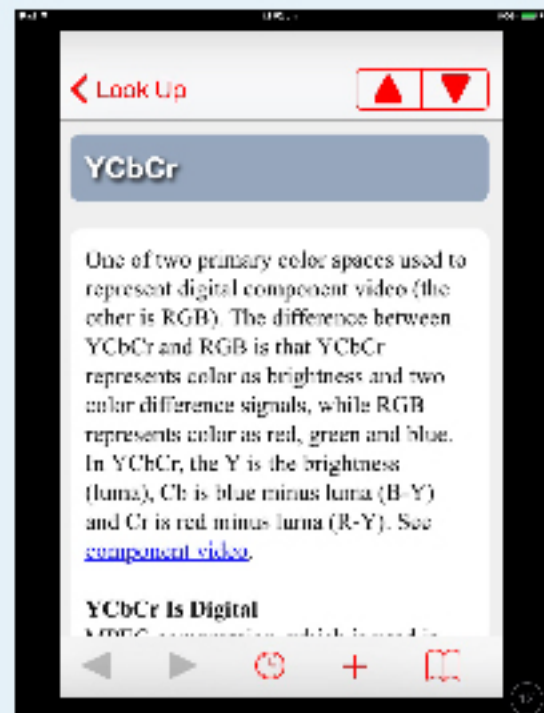 Look Up
YCbCr
One of two primary color spaces used to
represent digital component video (the
other is RGB). The difference between
YCbCr and RGB is that YCbCr
represents color as brightness and two
color difference signals, while RGB
represents color as red, green and blue.
In YCbCr, the Y is the brightness
(luma), Cb is blue minus luma (B-Y)
and Cr is red minus luma (R-Y). See
component video.
YCbCr Is Digital